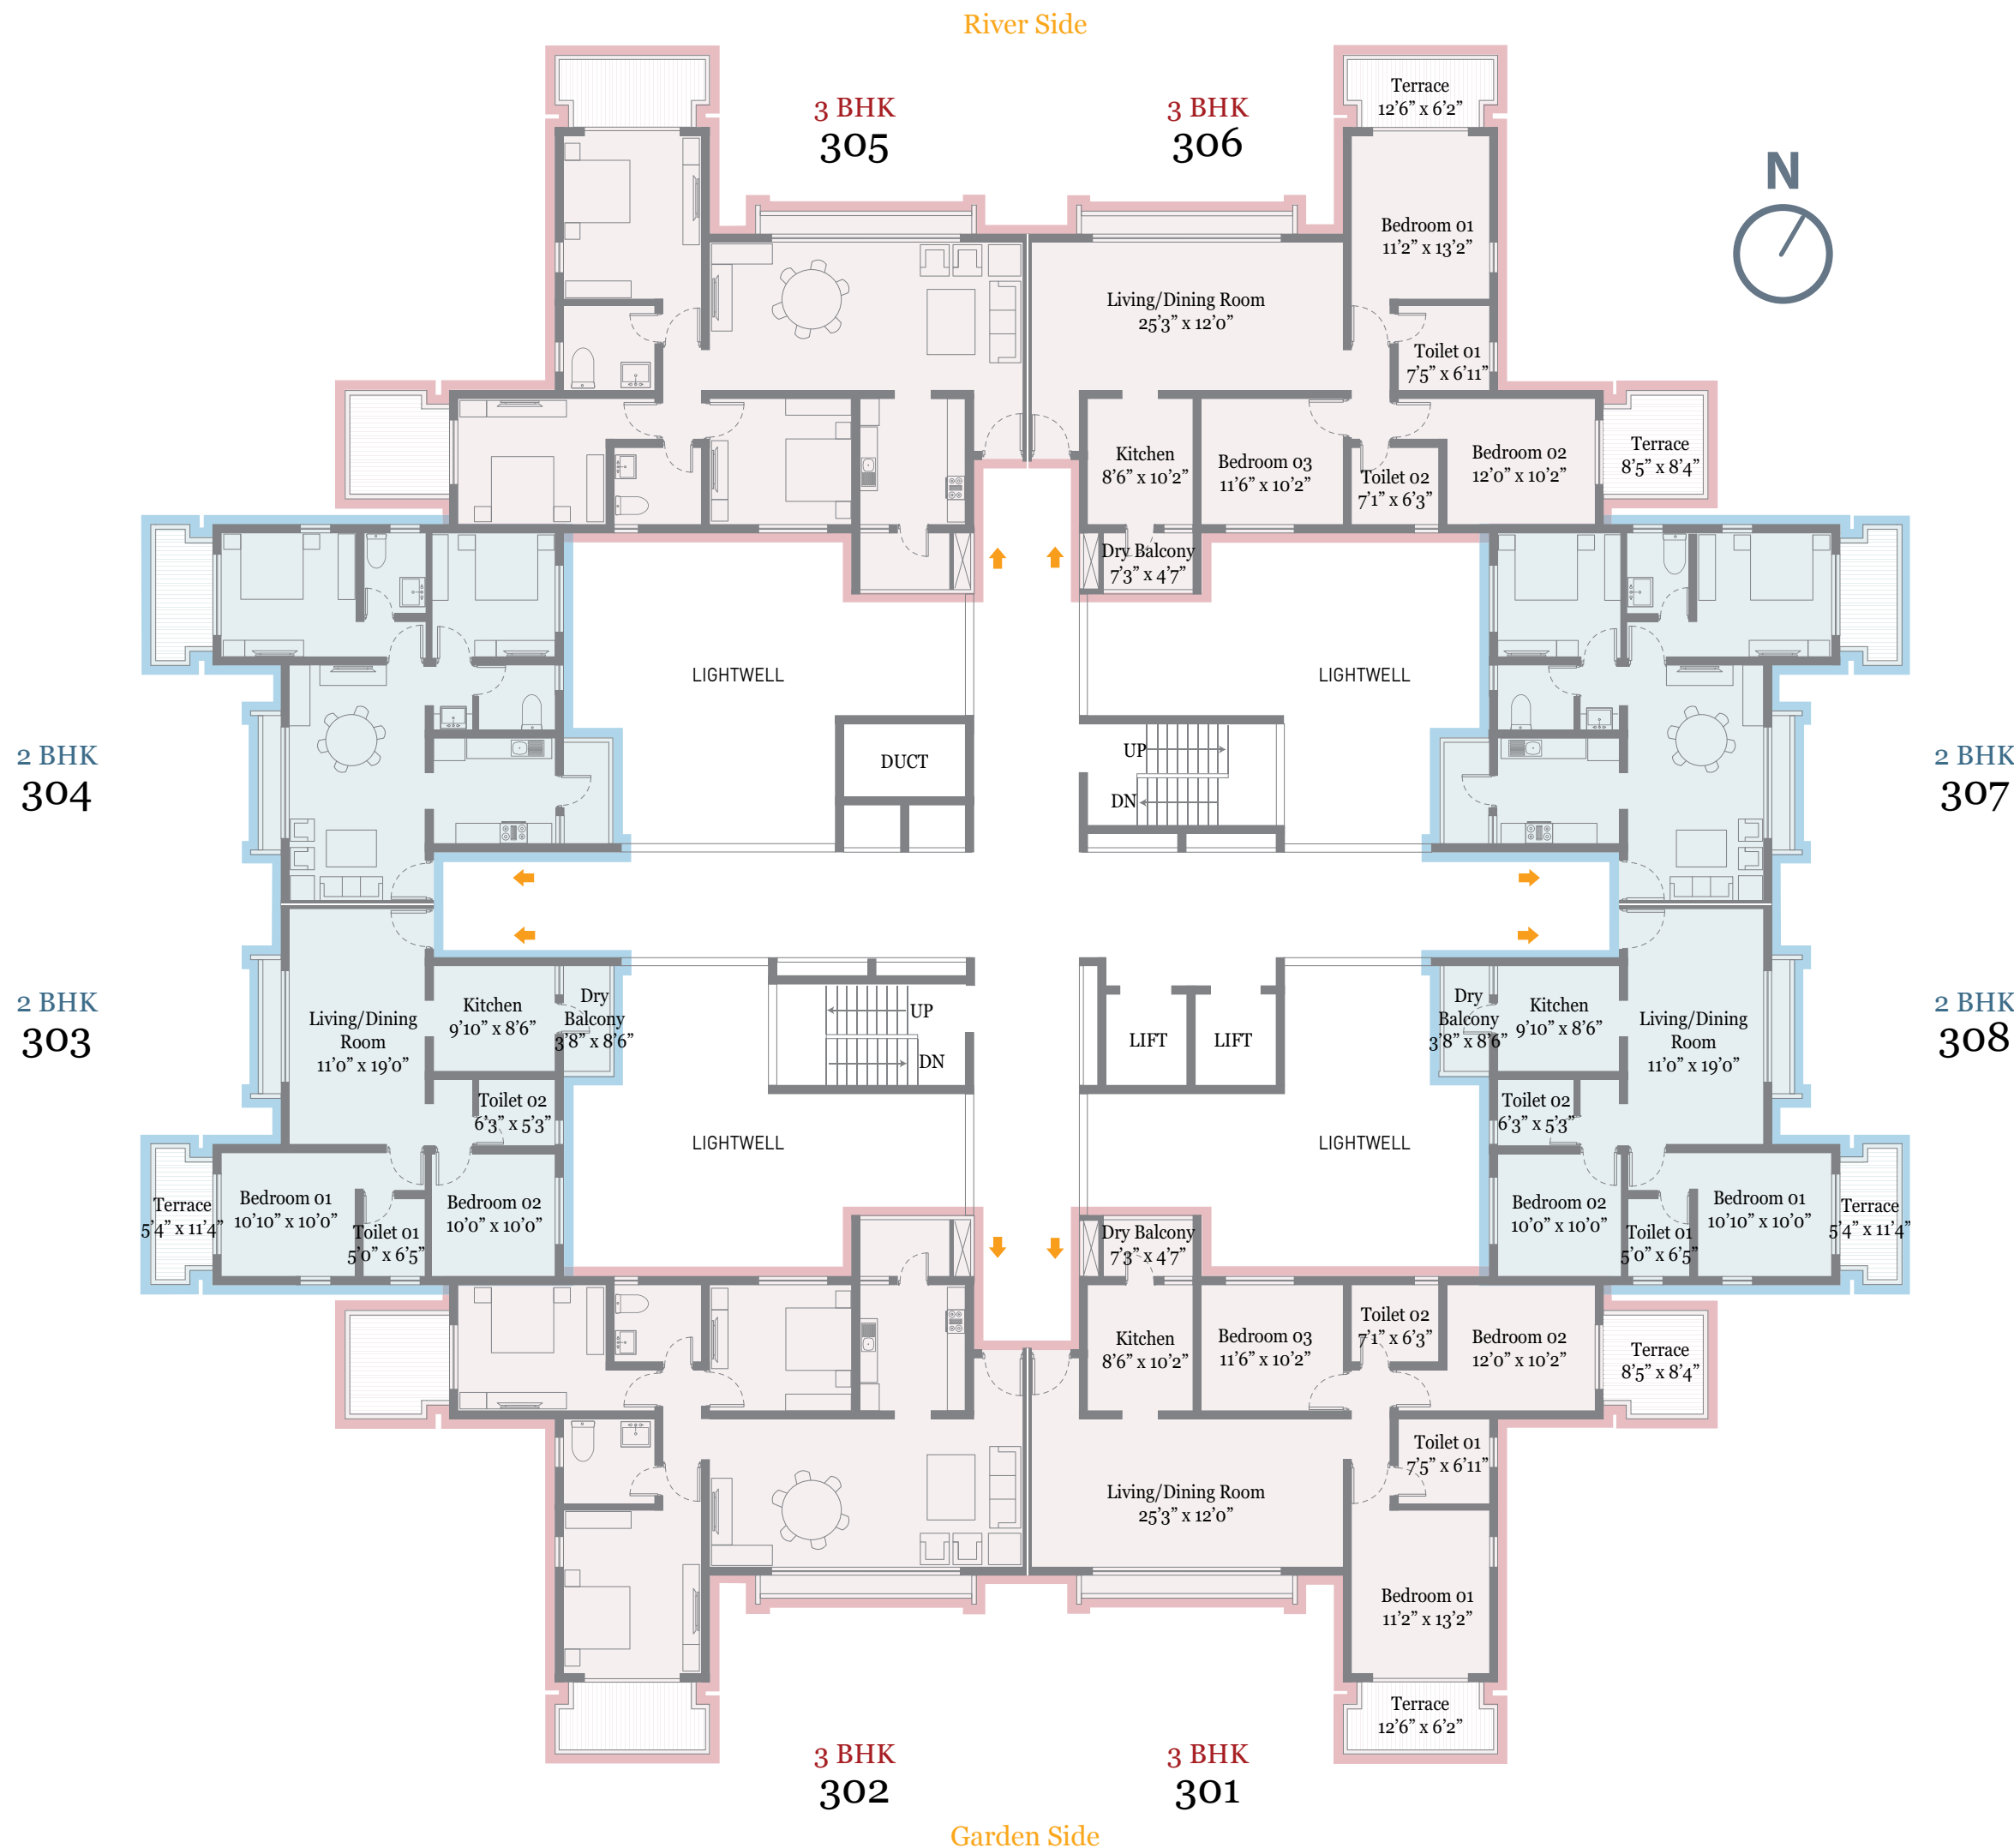 River Side
3 BHK
305
3 BHK
306
Terrace
12’6” x 6’2”
N
Bedroom 01
11’2” x 13’2”
Living/Dining Room
25’3” x 12’0”
Toilet 01
7’5” x 6’11”
Kitchen
8’6” x 10’2”
Bedroom 03
11’6” x 10’2”
Toilet 02
7’1” x 6’3”
Bedroom 02
12’0” x 10’2”
Terrace
8’5” x 8’4”
Dry Balcony
7’3” x 4’7”
LIGHTWELL
LIGHTWELL
2 BHK
304
DUCT
UP
DN
2 BHK
307
2 BHK
303
Living/Dining
Room
11’0” x 19’0”
Kitchen
9’10” x 8’6”
Dry
Balcony
3’8” x 8’6”
Toilet 02
6’3” x 5’3”
Terrace
5’4” x 11’4”
Bedroom 01
10’10” x 10’0”
Toilet 01
5’0” x 6’5”
Bedroom 02
10’0” x 10’0”
UP
DN
LIFT
LIFT
LIGHTWELL
LIGHTWELL
Dry
Balcony
3’8” x 8’6”
Kitchen
9’10” x 8’6”
Living/Dining
Room
11’0” x 19’0”
2 BHK
308
Toilet 02
6’3” x 5’3”
Bedroom 02
10’0” x 10’0”
Toilet 01
5’0” x 6’5”
Bedroom 01
10’10” x 10’0”
Terrace
5’4” x 11’4”
Dry Balcony
7’3” x 4’7”
Kitchen
8’6” x 10’2”
Bedroom 03
11’6” x 10’2”
Toilet 02
7’1” x 6’3”
Bedroom 02
12’0” x 10’2”
Terrace
8’5” x 8’4”
Toilet 01
7’5” x 6’11”
Living/Dining Room
25’3” x 12’0”
Bedroom 01
11’2” x 13’2”
Terrace
12’6” x 6’2”
3 BHK
302
3 BHK
301
Garden Side